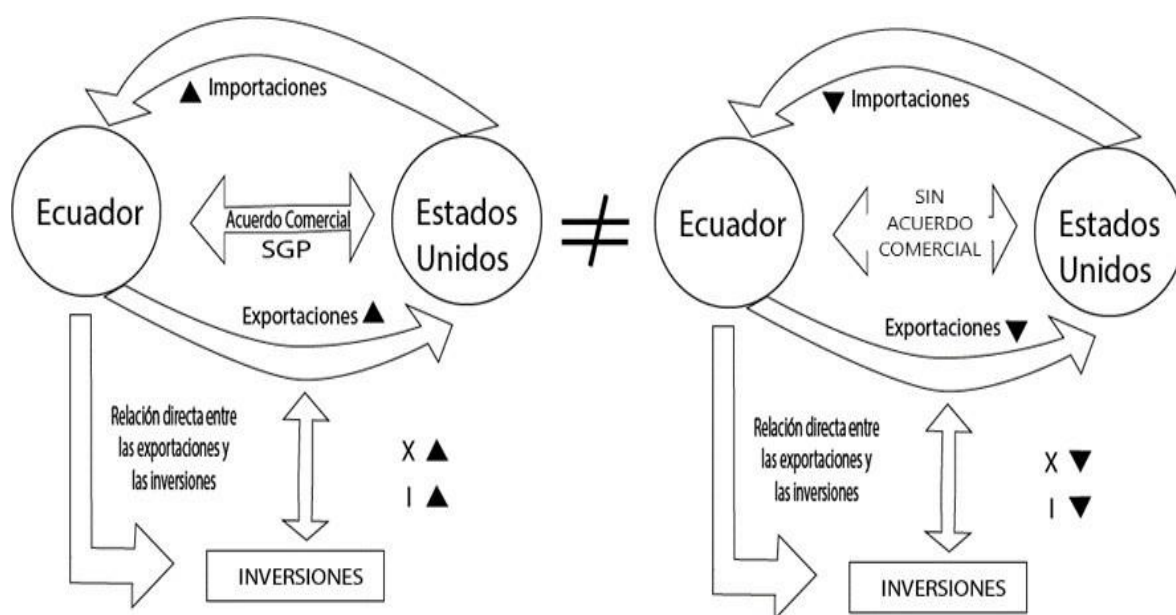 ▲ Importaciones
Ecuador
Acuerdo Comercial
SGP
Estados
Unidos
Exportaciones ▲
Relación directa entre
las exportaciones y
las inversiones
X ▲
I ▲
INVERSIONES
≠
▼ Importaciones
Ecuador
SIN
ACUERDO
COMERCIAL
Estados
Unidos
Exportaciones ▼
Relación directa entre
las exportaciones y
las inversiones
X ▼
I ▼
INVERSIONES